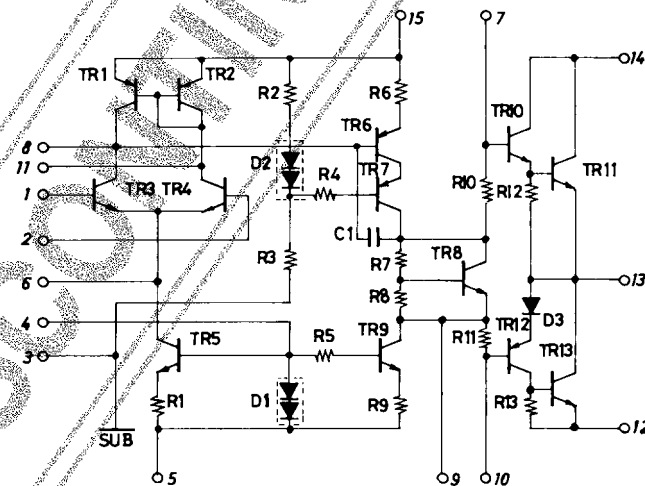 15
7
14
TR1
TR2
R2
R6
TR10
TR6
8
D2
TR7
11
R4
TR11
1
TR3
TR4
R10
R12
2
C1
R3
R7
TR8
6
13
R8
4
TR12
D3
TR5
R5
TR9
R11
3
TR13
R1
D1
R9
R13
SUB
12
5
9
10